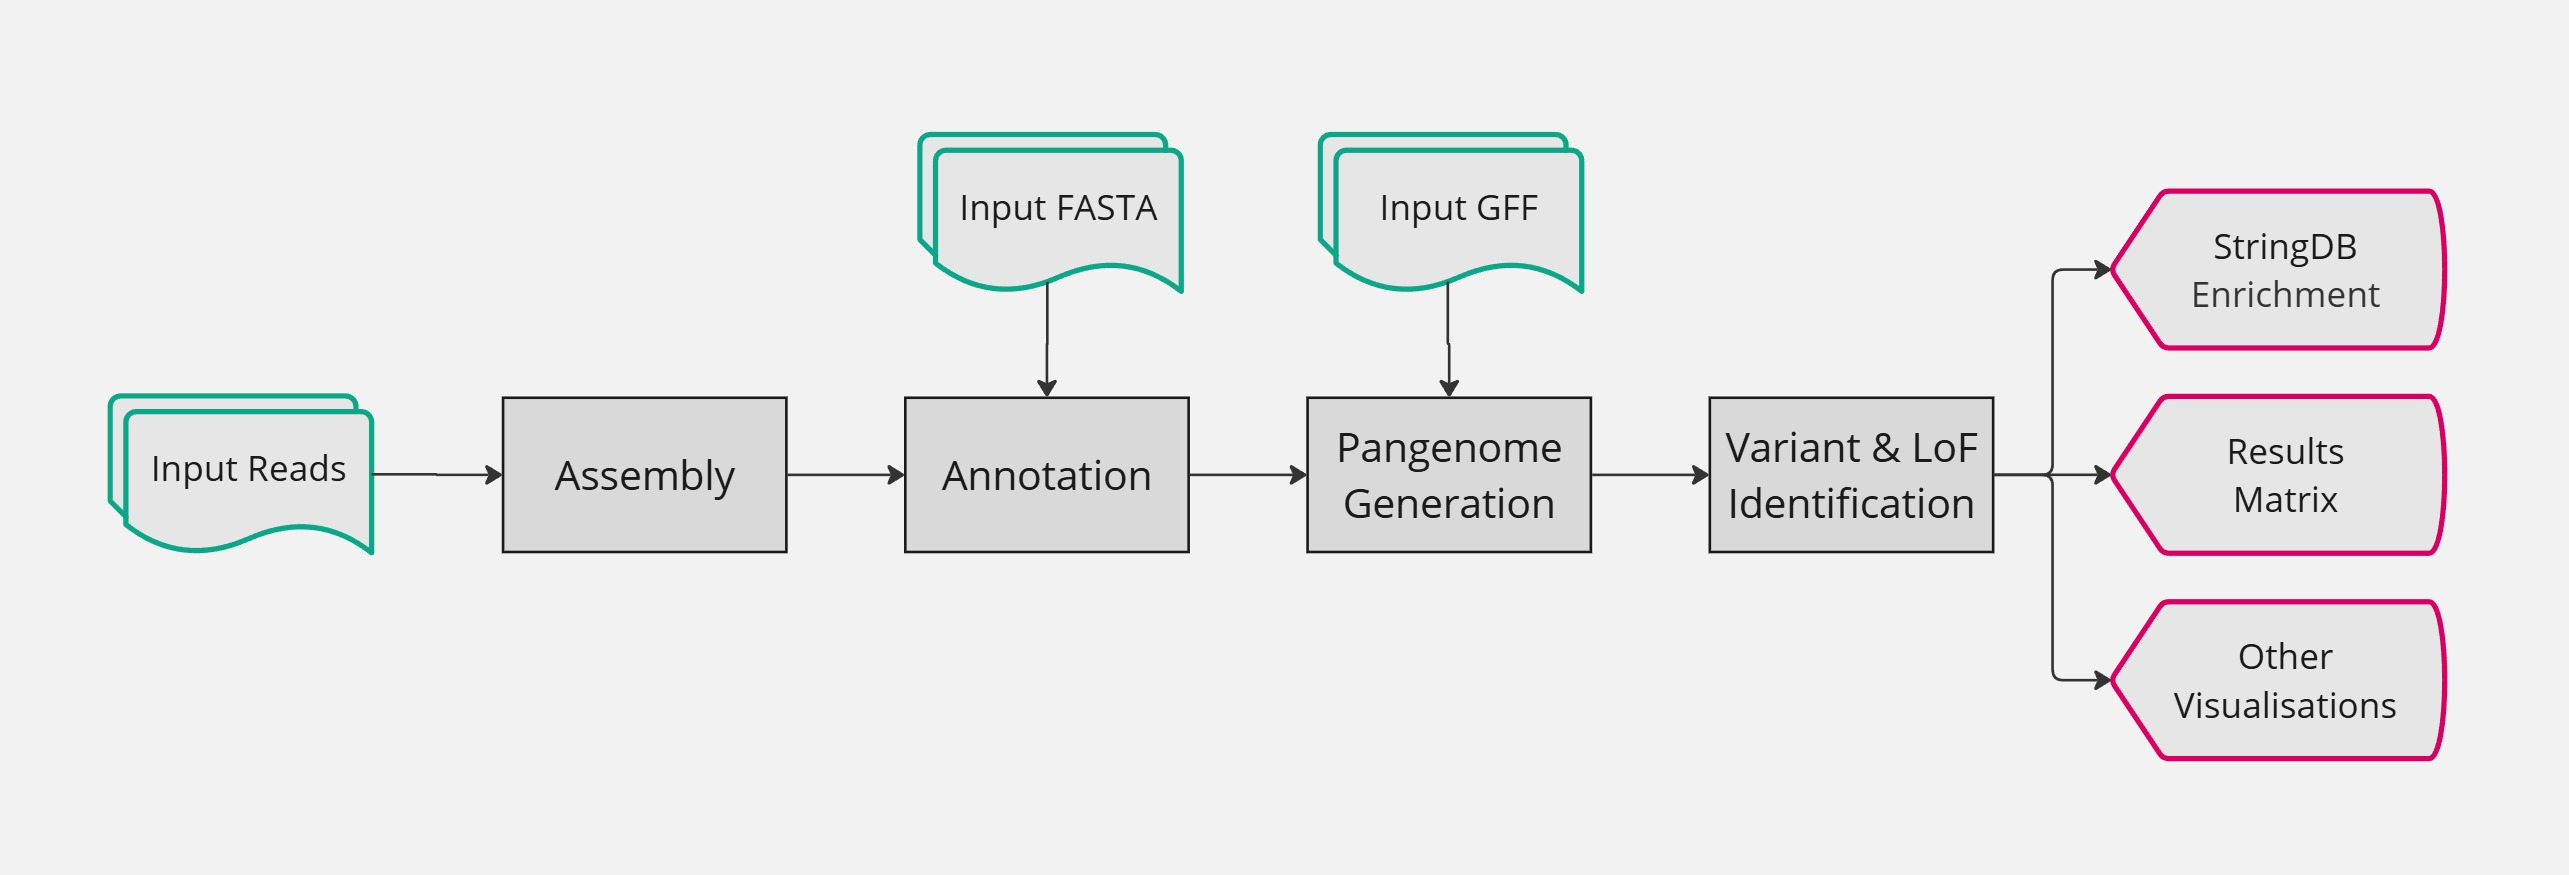 Input Reads
Assembly
Input FASTA
Annotation
Input GFF
Pangenome
Generation
Variant & LoF
Identification
StringDB
Enrichment
Results
Matrix
Other
Visualisations